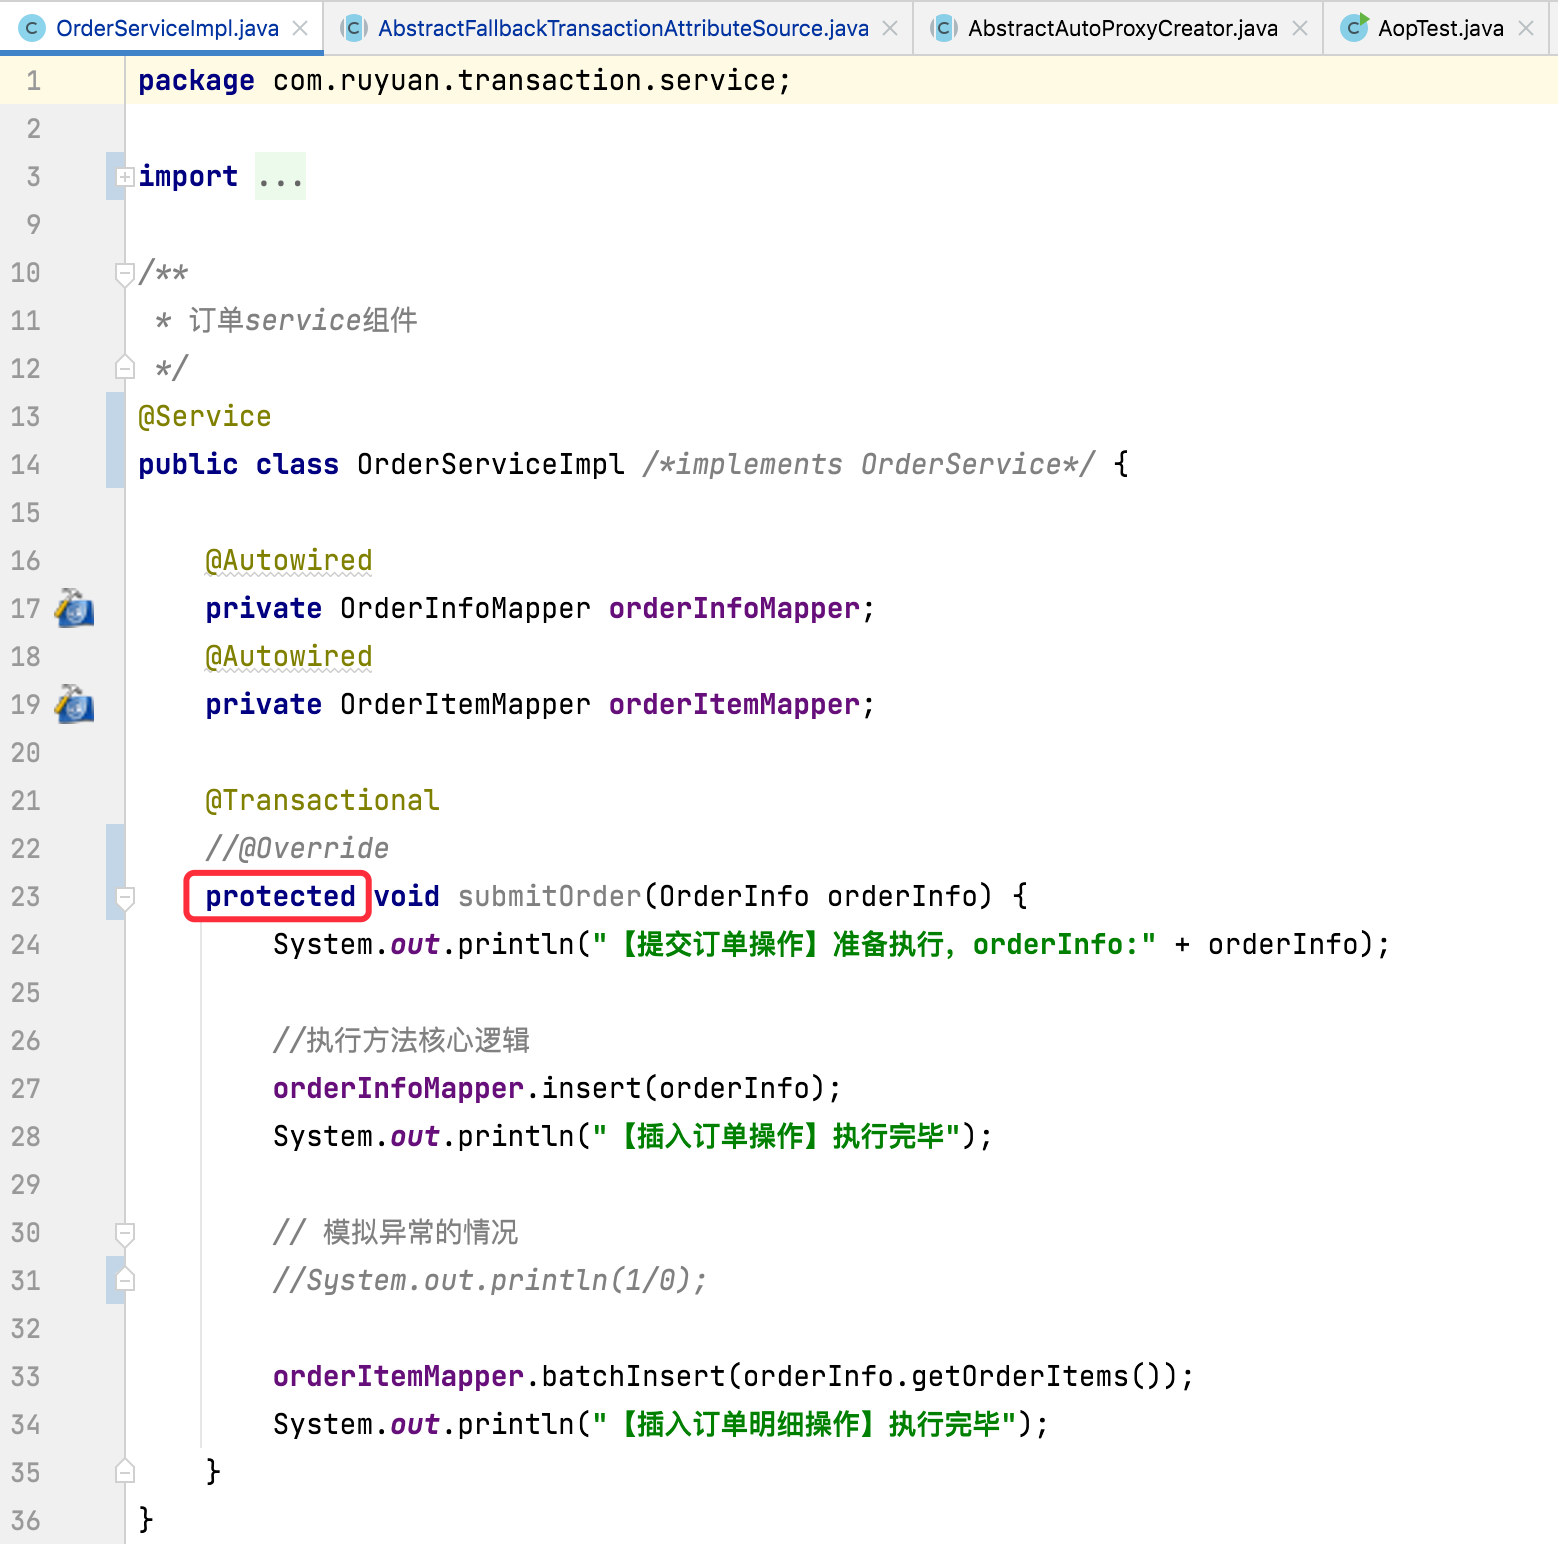 OrderServiceImpl.java AbstractFallbackTransactionAttributeSource.java AbstractAutoProxyCreator.java AopTest.java
1 package com.ruyuan.transaction.service;
2
3 import ...
9
10 /**
11 * 订单service组件
12 */
13 @Service
14 public class OrderServiceImpl /*implements OrderService*/ {
15
16 @Autowired
17 private OrderInfoMapper orderInfoMapper;
18 @Autowired
19 private OrderItemMapper orderItemMapper;
20
21 @Transactional
22 //@Override
23 protected void submitOrder(OrderInfo orderInfo) {
24 System.out.println("【提交订单操作】准备执行，orderInfo:" + orderInfo);
25
26 //执行方法核心逻辑
27 orderInfoMapper.insert(orderInfo);
28 System.out.println("【插入订单操作】执行完毕");
29
30 // 模拟异常的情况
31 //System.out.println(1/0);
32
33 orderItemMapper.batchInsert(orderInfo.getOrderItems());
34 System.out.println("【插入订单明细操作】执行完毕");
35 }
36 }